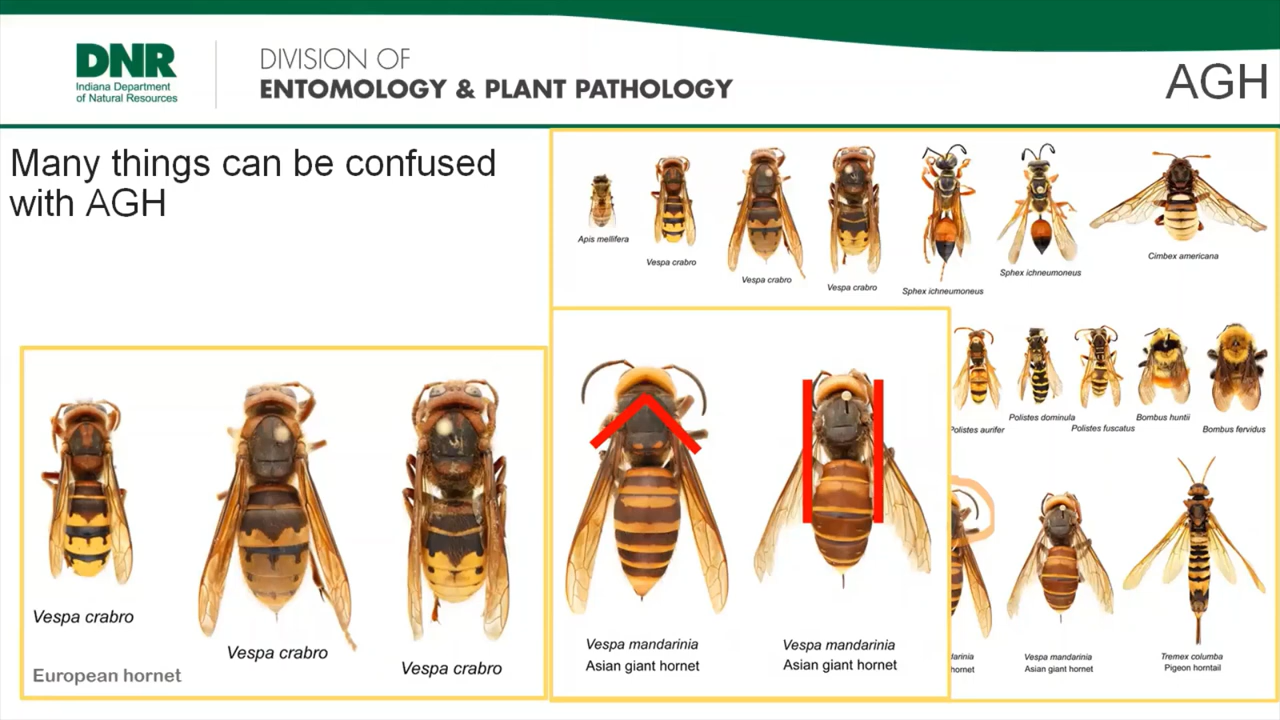 DNR
Indiana Department
of Natural Resources
DIVISION OF
ENTOMOLOGY & PLANT PATHOLOGY
AGH
Many things can be confused
with AGH
Apis mellifera
Vespa crabro
Vespa crabro
Vespa crabro
Sphex ichneumoneus
Sphex ichneumoneus
Cimbex americana
Polistes aurifer
Polistes dominula
Polistes fuscatus
Bombus huntii
Bombus fervidus
Vespa crabro
Vespa crabro
Vespa crabro
European hornet
Vespa mandarinia
Asian giant hornet
Vespa mandarinia
Asian giant hornet
darinia
hornet
Vespa mandarinia
Asian giant hornet
Tremex columba
Pigeon horntail